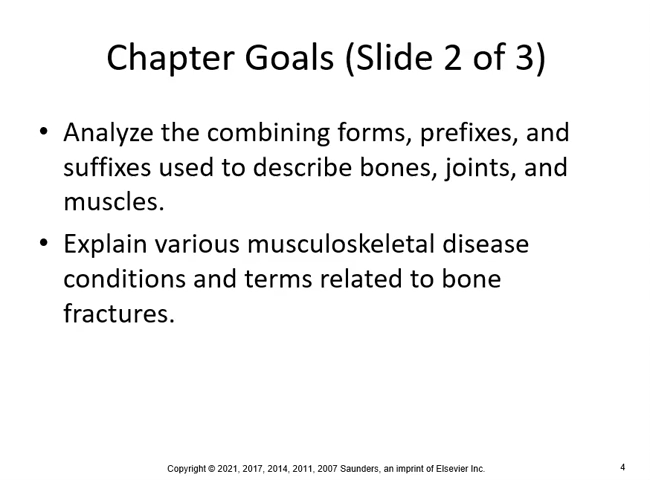 Chapter Goals (Slide 2 of 3)
• Analyze the combining forms, prefixes, and
suffixes used to describe bones, joints, and
muscles.
• Explain various musculoskeletal disease
conditions and terms related to bone
fractures.
Copyright © 2021, 2017, 2014, 2011, 2007 Saunders, an imprint of Elsevier Inc.
4